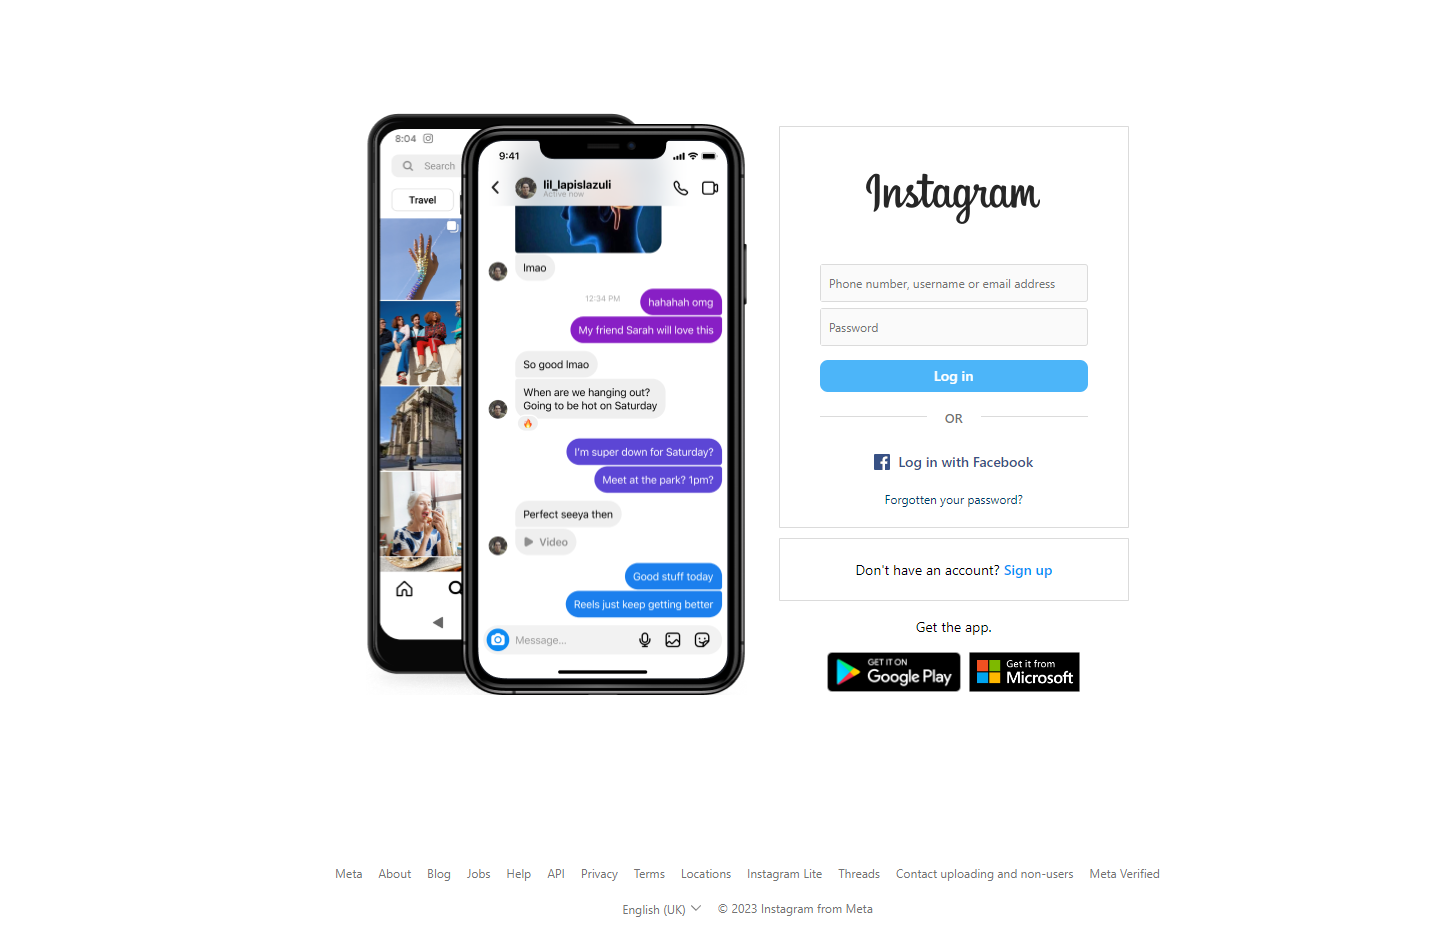 8:04
Search
Travel
9:41
lil_lapislazuli
Active now
lmao
12:34 PM
hahahah omg
My friend Sarah will love this
So good lmao
When are we hanging out?
Going to be hot on Saturday
I'm super down for Saturday?
Meet at the park? 1pm?
Perfect seeya then
Video
Good stuff today
Reels just keep getting better
Message...
Instagram
Phone number, username or email address
Password
Log in
OR
Log in with Facebook
Forgotten your password?
Don't have an account? Sign up
Get the app.
GET IT ON
Google Play
Get it from
Microsoft
Meta About Blog Jobs Help API Privacy Terms Locations Instagram Lite Threads Contact uploading and non-users Meta Verified
English (UK) © 2023 Instagram from Meta